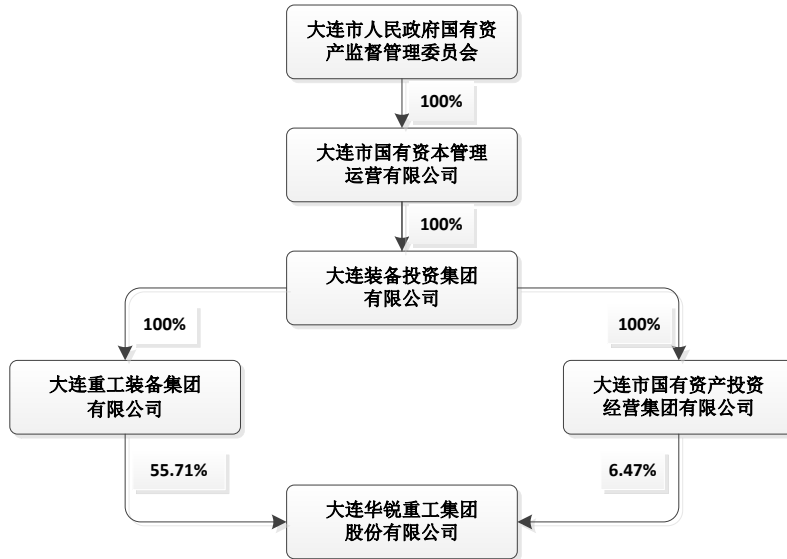 大连市人民政府国有资
产监督管理委员会
100%
大连市国有资本管理
运营有限公司
100%
大连装备投资集团
有限公司
100%
100%
大连重工装备集团
有限公司
大连市国有资产投资
经营集团有限公司
55.71%
6.47%
大连华锐重工集团
股份有限公司